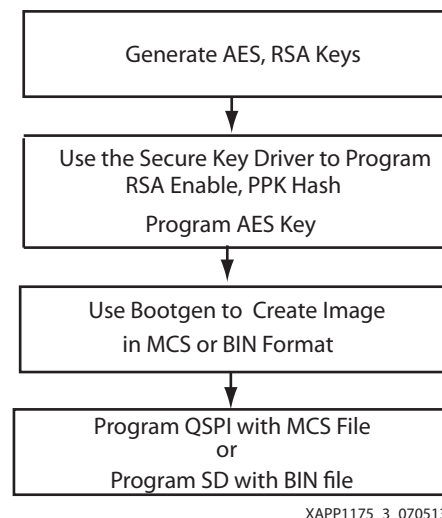 Generate AES, RSA Keys
Use the Secure Key Driver to Program
RSA Enable, PPK Hash
Program AES Key
Use Bootgen to Create Image
in MCS or BIN Format
Program QSPI with MCS File
or
Program SD with BIN file
XAPP1175_3_070513